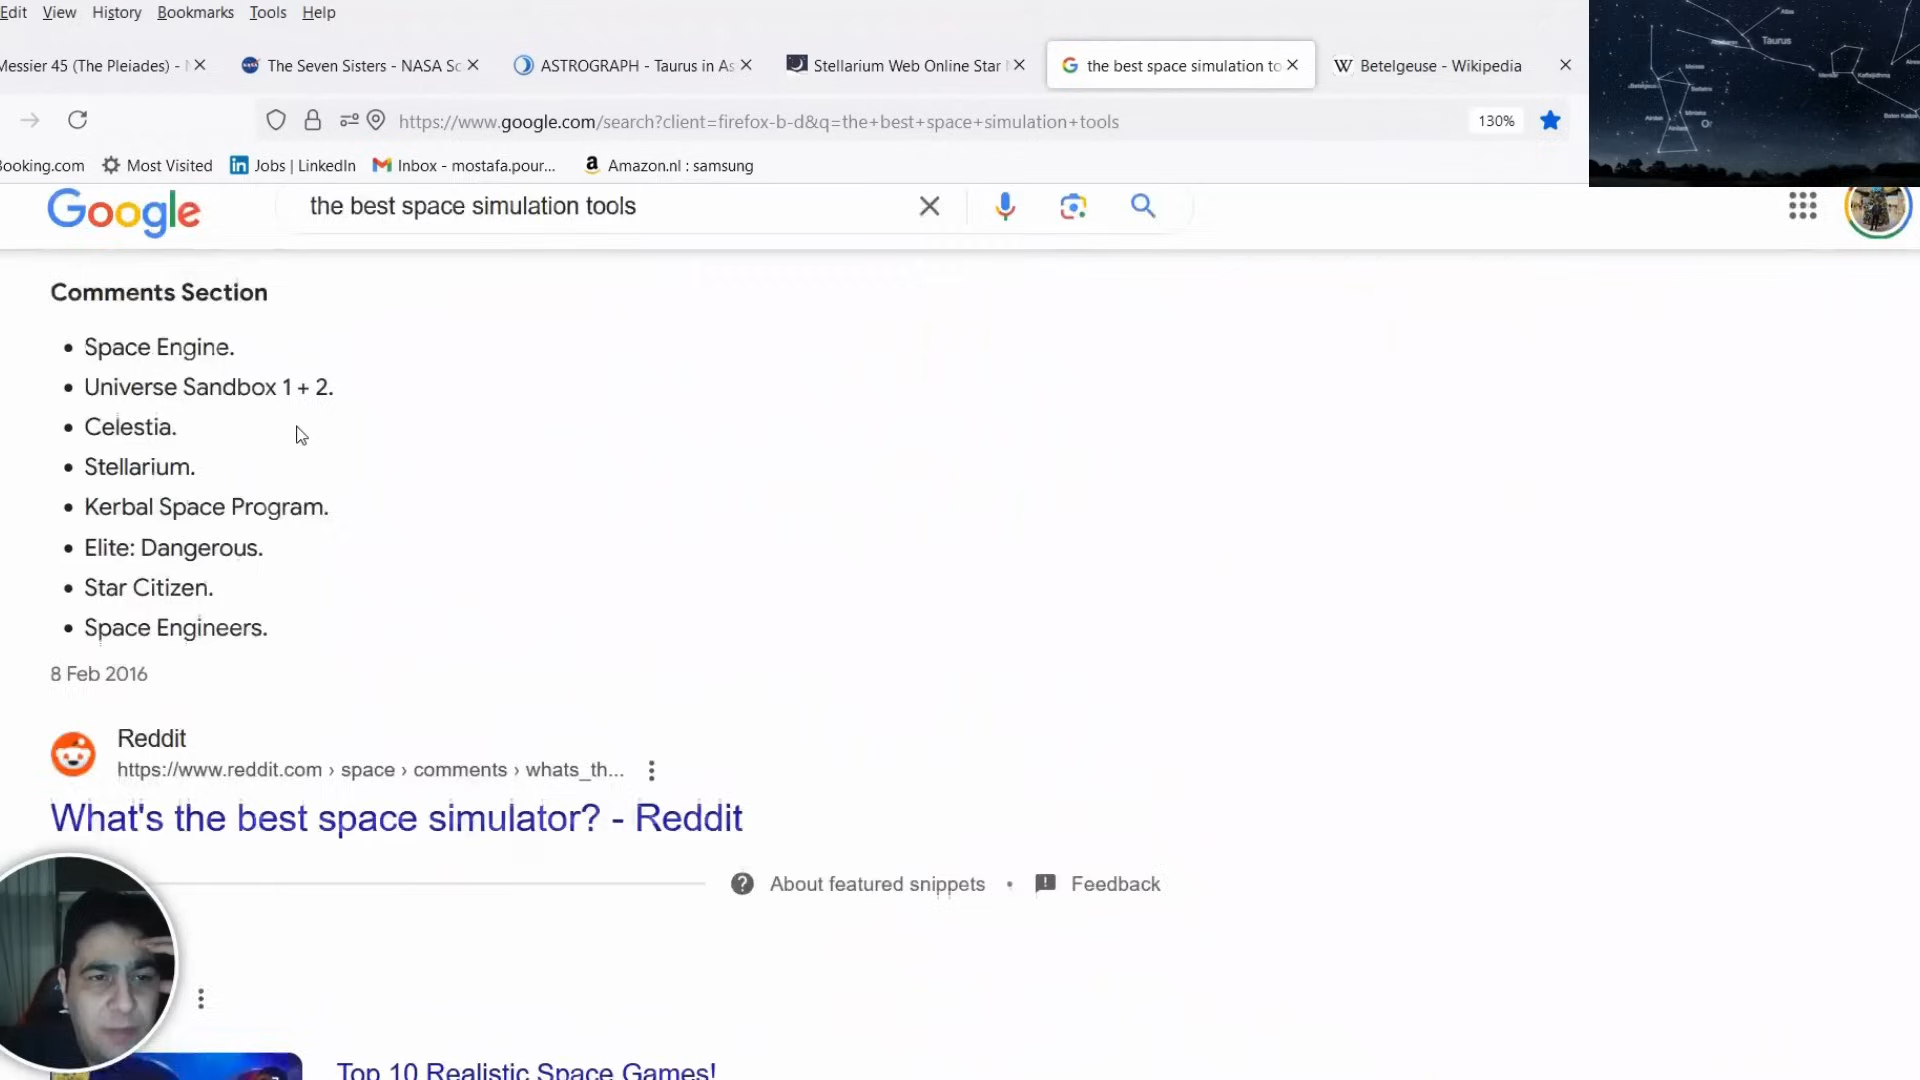 Edit View History Bookmarks Tools Help
Messier 45 (The Pleiades) -
The Seven Sisters - NASA Sc
ASTROGRAPH - Taurus in As
Stellarium Web Online Star
the best space simulation to
W Betelgeuse - Wikipedia
https://www.google.com/search?client=firefox-b-d&q=the+best+space+simulation+tools
130%
Booking.com
Most Visited
in Jobs | LinkedIn
Inbox - mostafa.pour...
a Amazon.nl : samsung
Taurus
Google
the best space simulation tools
Comments Section
• Space Engine.
• Universe Sandbox 1 + 2.
• Celestia.
• Stellarium.
• Kerbal Space Program.
• Elite: Dangerous.
• Star Citizen.
• Space Engineers.
8 Feb 2016
Reddit
https://www.reddit.com › space › comments › whats_th...
What's the best space simulator? - Reddit
About featured snippets • Feedback
Top 10 Realistic Space Games!